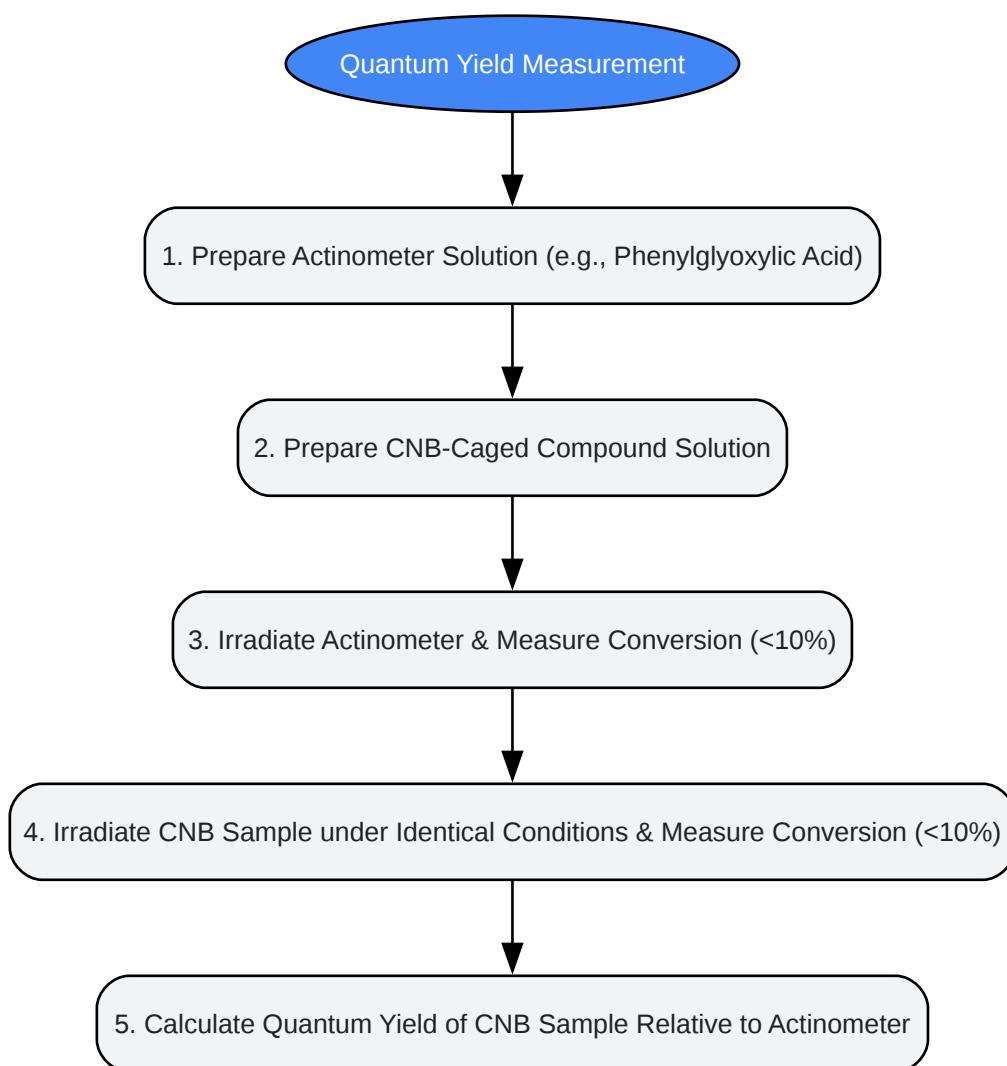 Quantum Yield Measurement
1. Prepare Actinometer Solution (e.g., Phenylglyoxylic Acid)
2. Prepare CNB-Caged Compound Solution
3. Irradiate Actinometer & Measure Conversion (<10%)
4. Irradiate CNB Sample under Identical Conditions & Measure Conversion (<10%)
5. Calculate Quantum Yield of CNB Sample Relative to Actinometer